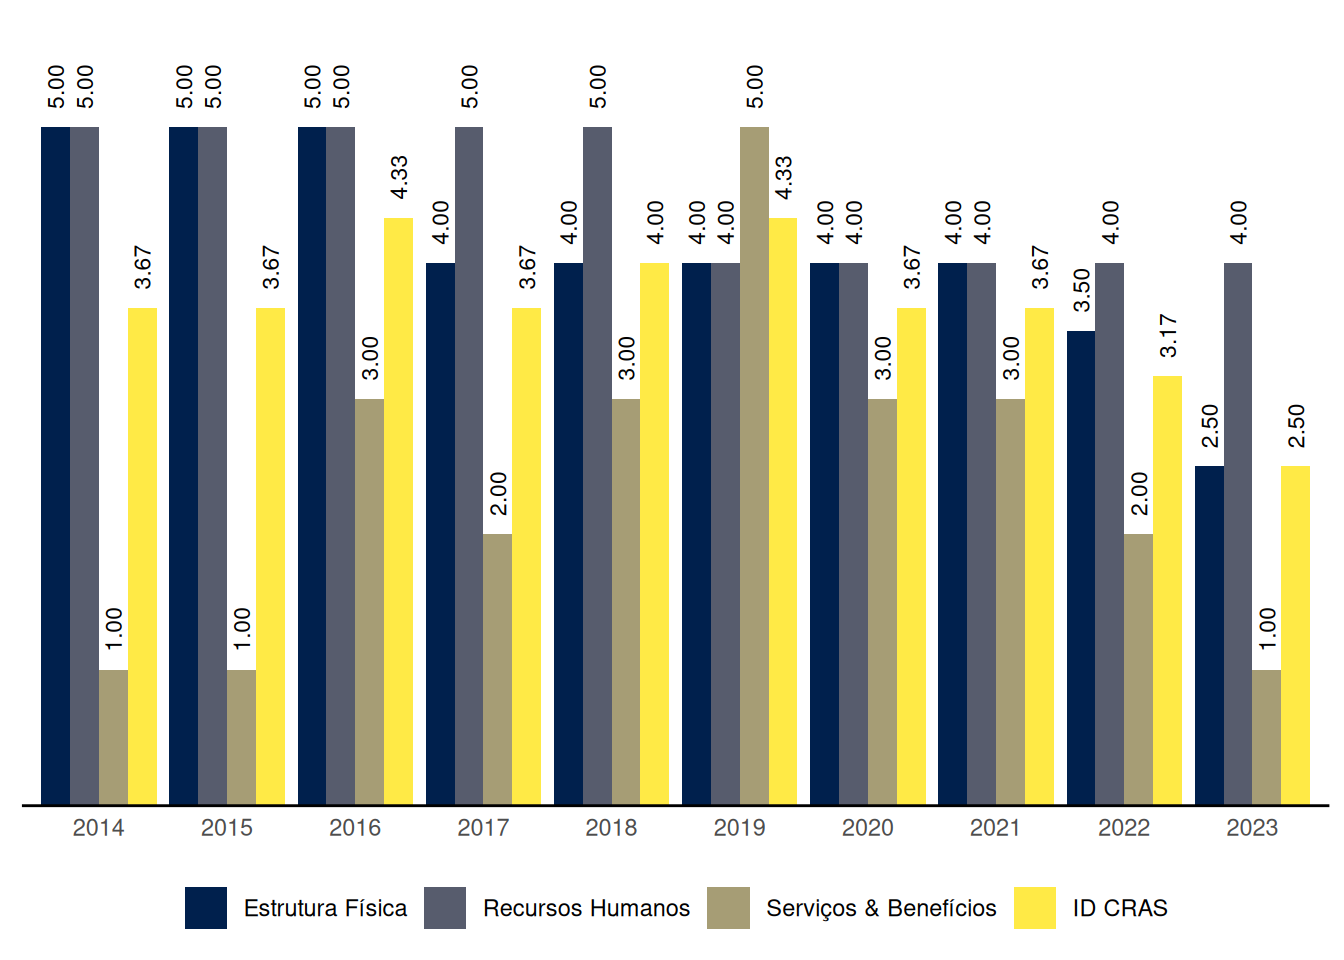 5.00 5.00 1.00 3.67
5.00 5.00 1.00 3.67
5.00 5.00 3.00 4.33
4.00 5.00 2.00 3.67
4.00 5.00 3.00 4.00
4.00 4.00 5.00 4.33
4.00 4.00 3.00 3.67
4.00 4.00 3.00 3.67
3.50 4.00 2.00 3.17
2.50 4.00 1.00 2.50
2014 2015 2016 2017 2018 2019 2020 2021 2022 2023
Estrutura Física Recursos Humanos Serviços & Benefícios ID CRAS